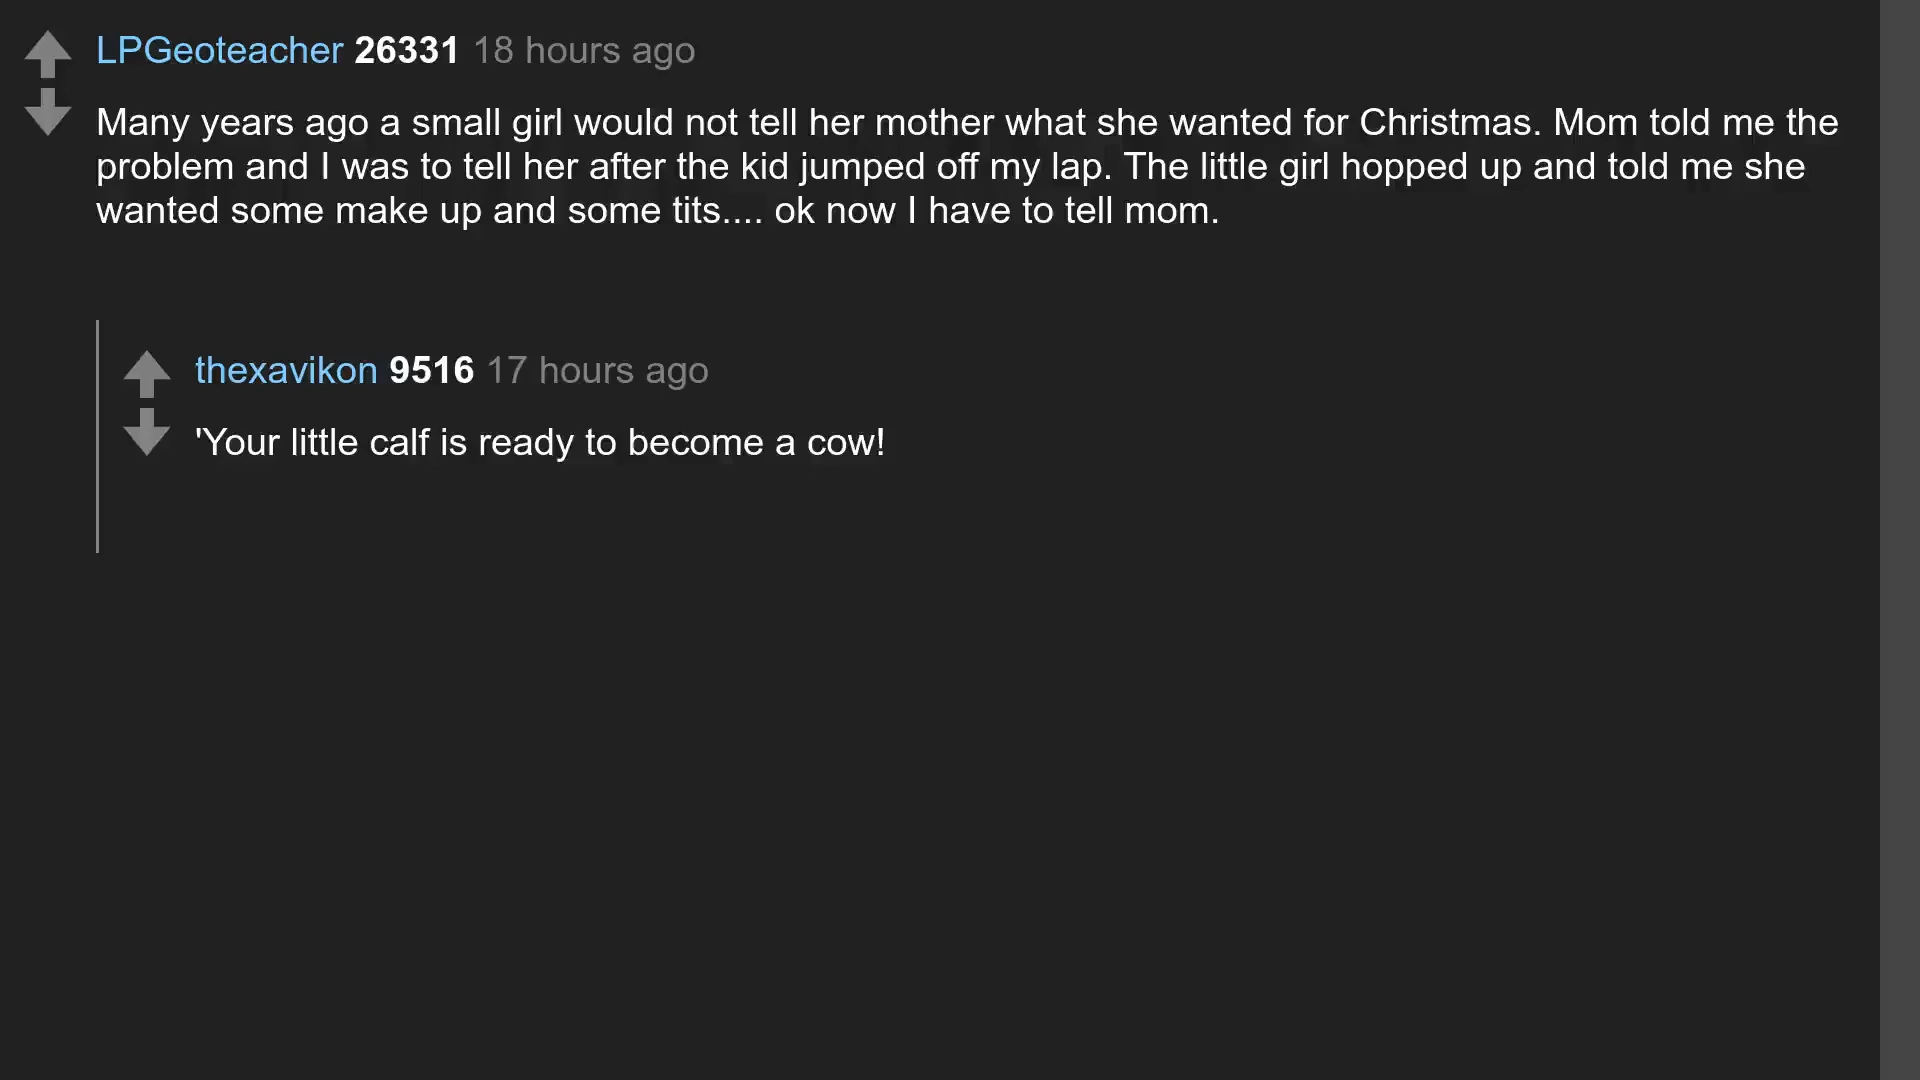 LPGeoteacher 26331 18 hours ago
Many years ago a small girl would not tell her mother what she wanted for Christmas. Mom told me the
problem and I was to tell her after the kid jumped off my lap. The little girl hopped up and told me she
wanted some make up and some tits.... ok now I have to tell mom.
thexavikon 9516 17 hours ago
'Your little calf is ready to become a cow!